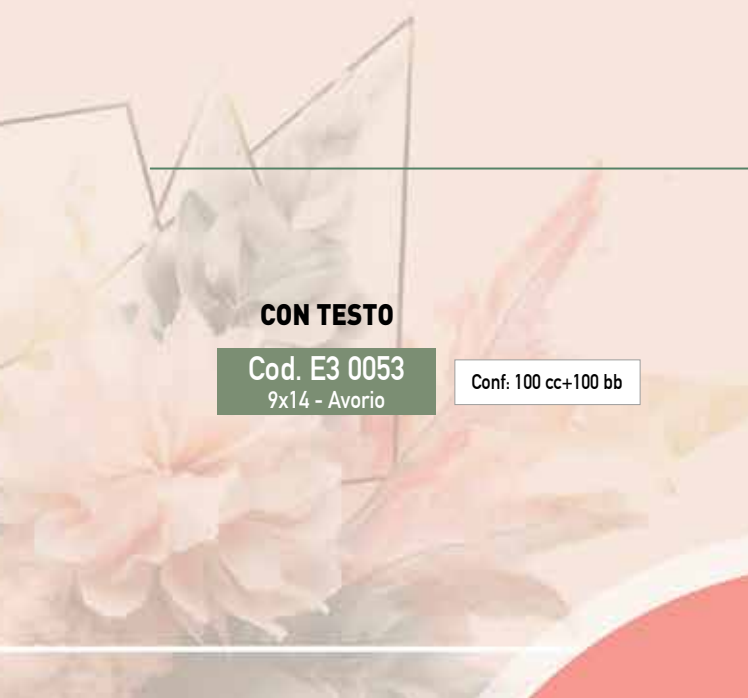 CON TESTO
Cod. E3 0053
9x14 - Avorio
Conf: 100 cc+100 bb